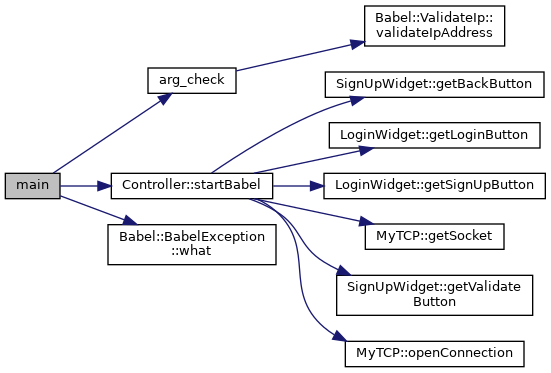 Babel::ValidateIp::
validateIpAddress
arg_check
SignUpWidget::getBackButton
LoginWidget::getLoginButton
main
Controller::startBabel
LoginWidget::getSignUpButton
Babel::BabelException
::what
MyTCP::getSocket
SignUpWidget::getValidate
Button
MyTCP::openConnection